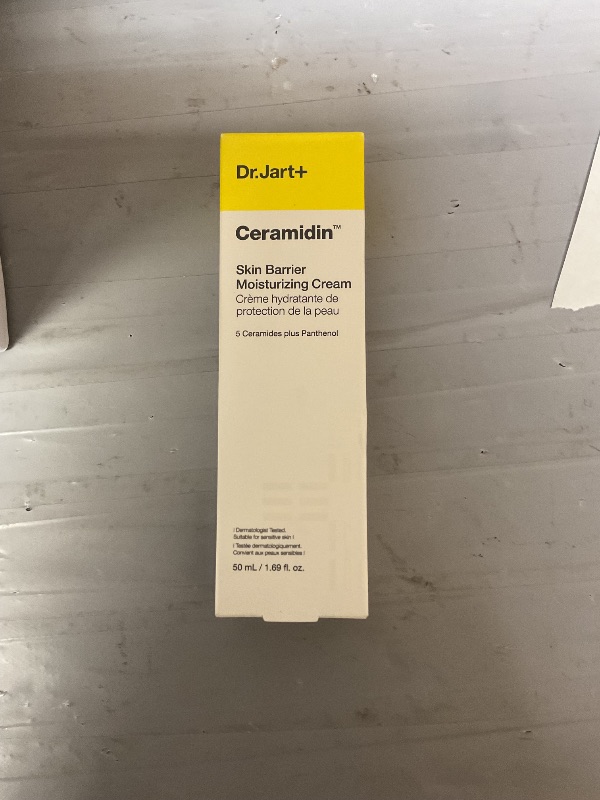 Dr.Jart+
Ceramidin™
Skin Barrier
Moisturizing Cream
Crème hydratante de
protection de la peau
5 Ceramides plus Panthenol
: Dermatologist Tested.
Suitable for sensitive skin !
: Testée dermatologiquement.
Convient aux peaux sensibles !
50 mL / 1.69 fl. oz.